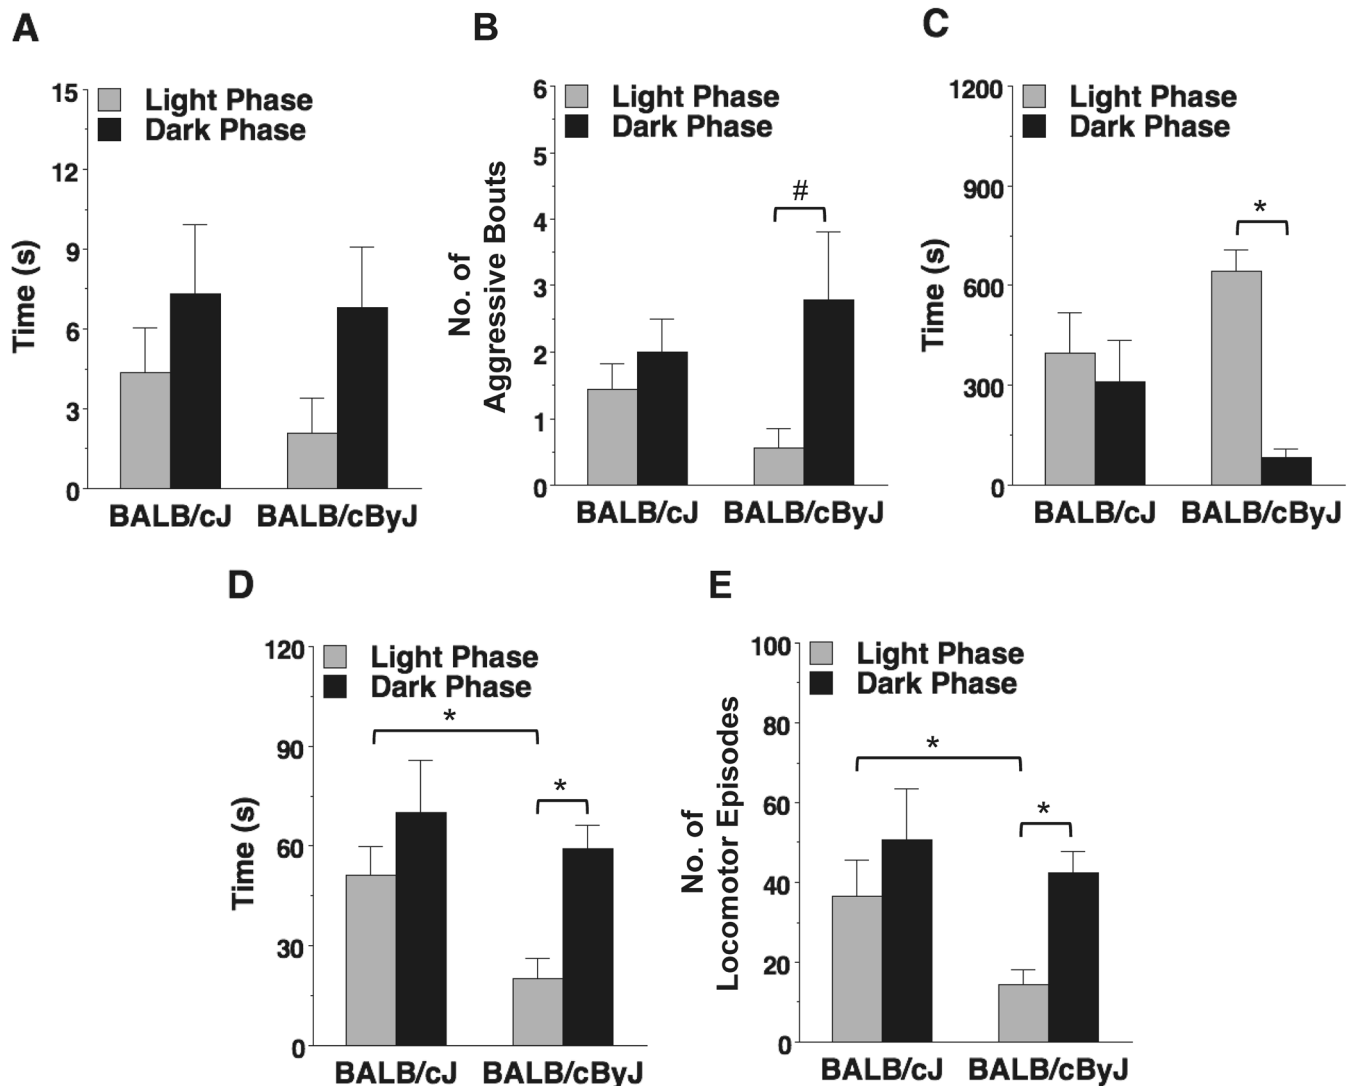 A
Time (s)
15
12
9
6
3
0
Light Phase
Dark Phase
BALB/cJ
BALB/cByJ
B
No. of
Aggressive Bouts
6
5
4
3
2
1
0
Light Phase
Dark Phase
#
BALB/cJ
BALB/cByJ
C
Time (s)
1200
900
600
300
0
Light Phase
Dark Phase
*
BALB/cJ
BALB/cByJ
D
Time (s)
120
90
60
30
0
Light Phase
Dark Phase
*
*
BALB/cJ
BALB/cByJ
E
No. of
Locomotor Episodes
100
80
60
40
20
0
Light Phase
Dark Phase
*
*
BALB/cJ
BALB/cByJ